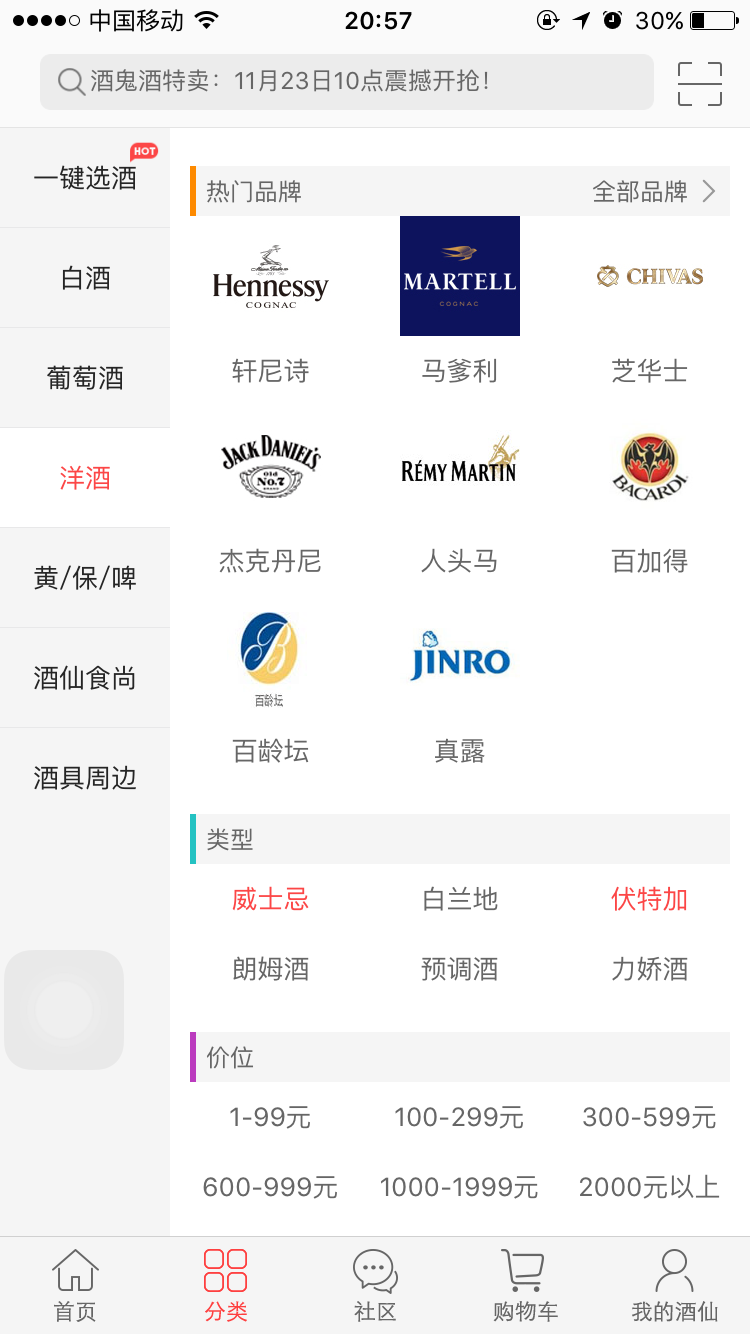 中国移动 20:57 30%
酒鬼酒特卖：11月23日10点震撼开抢！
HOT
一键选酒
白酒
葡萄酒
洋酒
黄/保/啤
酒仙食尚
酒具周边
热门品牌 全部品牌
Hennessy
COGNAC
MARTELL
COGNAC
CHIVAS
轩尼诗 马爹利 芝华士
JACK DANIEL'S
Old
No.7
BRAND
RÉMY MARTIN
BACARDI
杰克丹尼 人头马 百加得
B
百龄坛
JINRO
百龄坛 真露
类型
威士忌 白兰地 伏特加
朗姆酒 预调酒 力娇酒
价位
1-99元 100-299元 300-599元
600-999元 1000-1999元 2000元以上
首页 分类 社区 购物车 我的酒仙